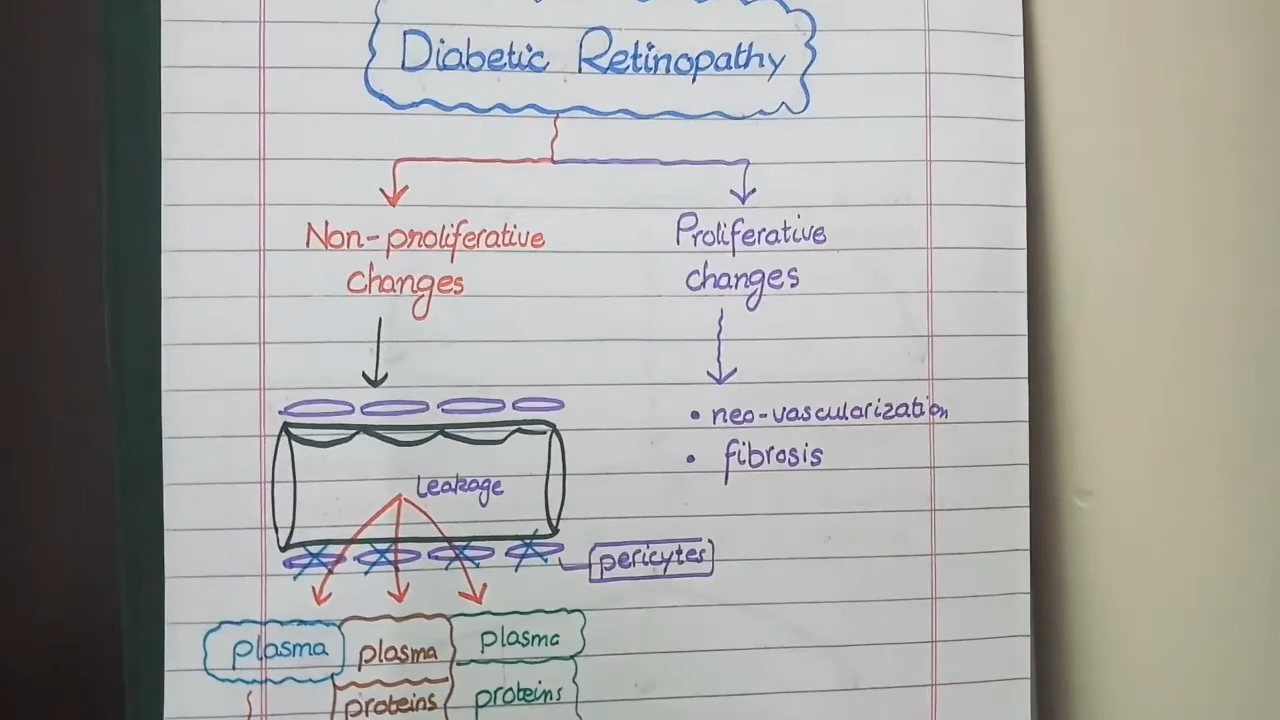 Diabetic Retinopathy
Non-proliferative
changes
Proliferative
changes
• neo-vascularization
• fibrosis
Leakage
pericytes
plasma
plasma
proteins
plasma
proteins